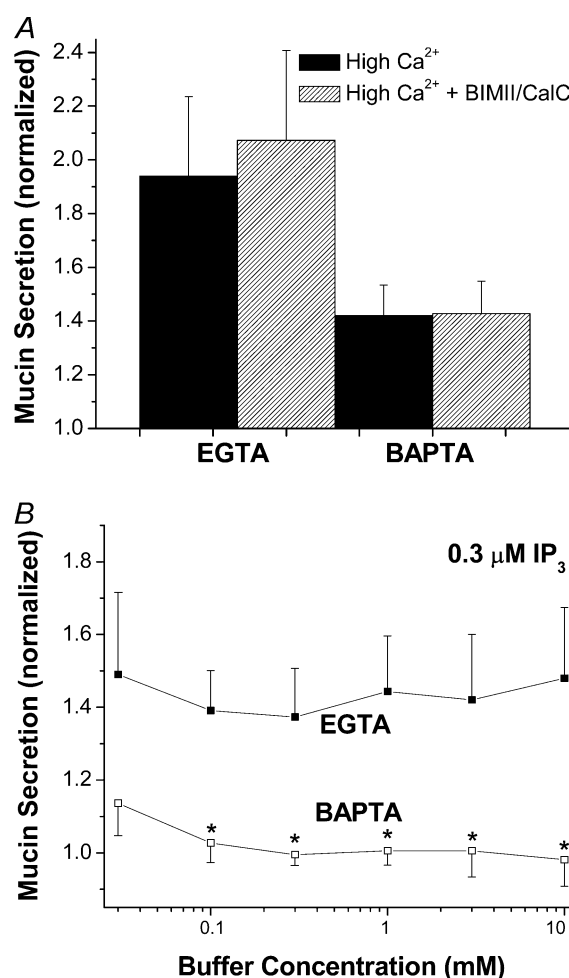 A
Mucin Secretion (normalized)
2.4
2.2
2.0
1.8
1.6
1.4
1.2
1.0
High Ca²⁺
High Ca²⁺ + BIMII/CalC
EGTA
BAPTA
B
Mucin Secretion (normalized)
1.8
1.6
1.4
1.2
1.0
0.3 μM IP₃
EGTA
BAPTA
* * * * *
0.1
1
10
Buffer Concentration (mM)